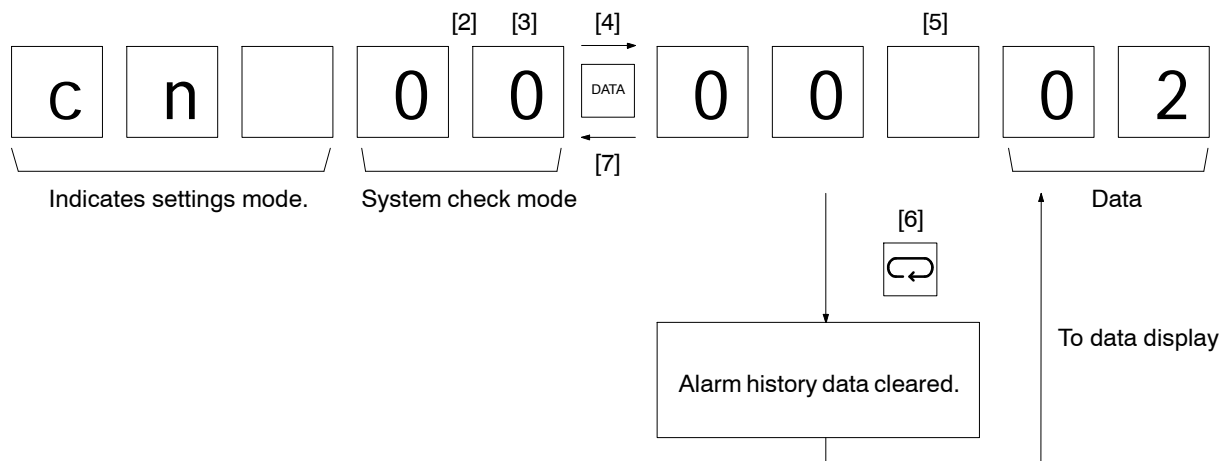 [2] [3] [4] [5]
c n 0 0 DATA 0 0 0 2
[7]
Indicates settings mode. System check mode Data
[6]
To data display
Alarm history data cleared.